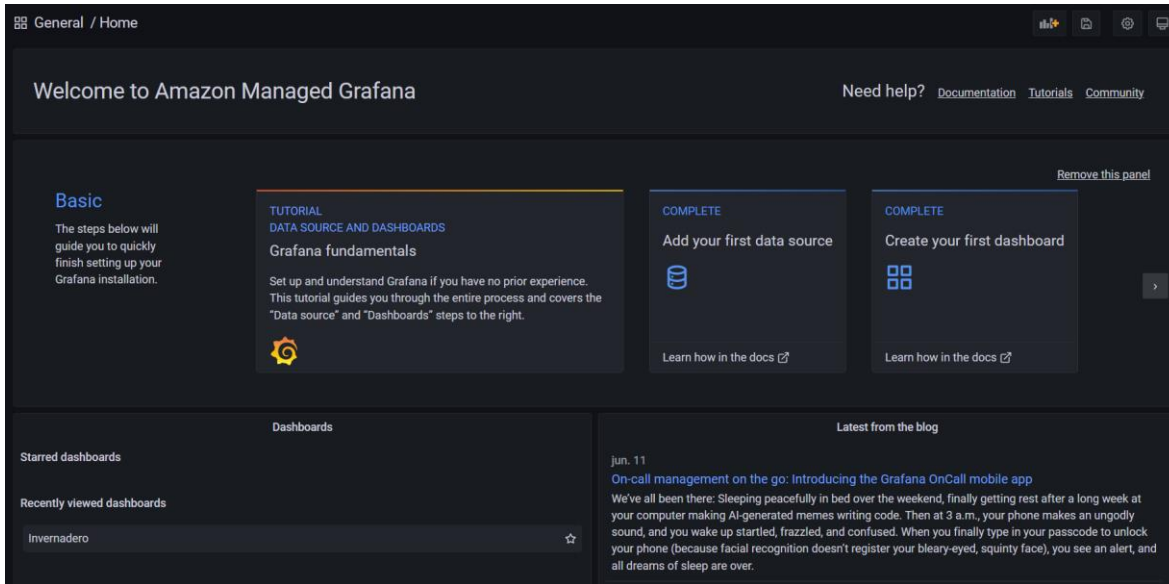 General / Home
Welcome to Amazon Managed Grafana
Need help? Documentation Tutorials Community
Remove this panel
Basic
The steps below will
guide you to quickly
finish setting up your
Grafana installation.
TUTORIAL
DATA SOURCE AND DASHBOARDS
Grafana fundamentals
Set up and understand Grafana if you have no prior experience.
This tutorial guides you through the entire process and covers the
"Data source" and "Dashboards" steps to the right.
COMPLETE
Add your first data source
Learn how in the docs
COMPLETE
Create your first dashboard
Learn how in the docs
Dashboards
Starred dashboards
Recently viewed dashboards
Invernadero
Latest from the blog
jun. 11
On-call management on the go: Introducing the Grafana OnCall mobile app
We've all been there: Sleeping peacefully in bed over the weekend, finally getting rest after a long week at
your computer making AI-generated memes writing code. Then at 3 a.m., your phone makes an ungodly
sound, and you wake up startled, frazzled, and confused. When you finally type in your passcode to unlock
your phone (because facial recognition doesn't register your bleary-eyed, squinty face), you see an alert, and
all dreams of sleep are over.